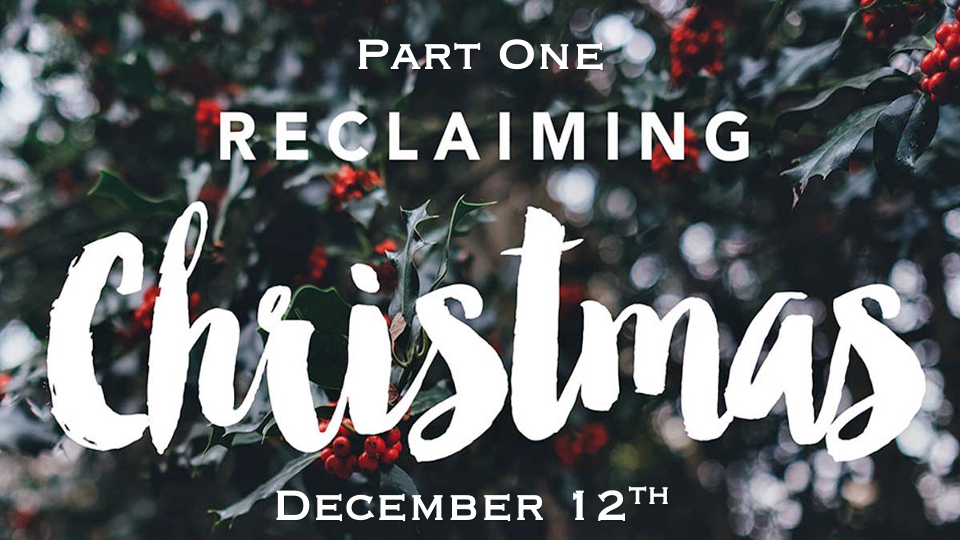 Part One
RECLAIMING
Christmas
December 12TH